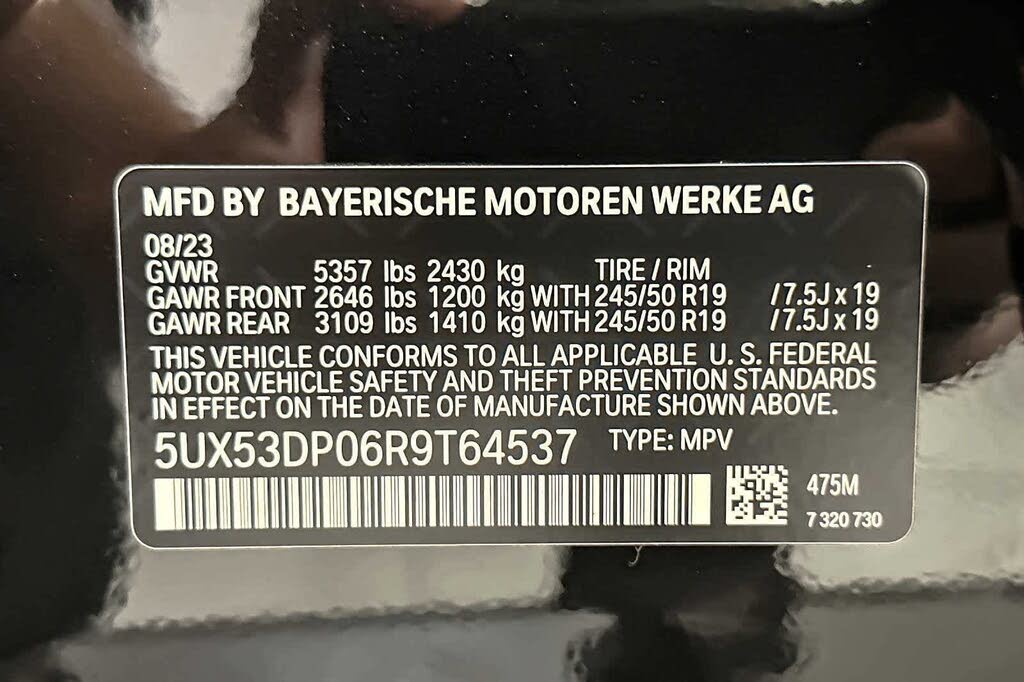 MFD BY BAYERISCHE MOTOREN WERKE AG
08/23
GVWR 5357 lbs 2430 kg TIRE / RIM
GAWR FRONT 2646 lbs 1200 kg WITH 245/50 R19 /7.5J x 19
GAWR REAR 3109 lbs 1410 kg WITH 245/50 R19 /7.5J x 19
THIS VEHICLE CONFORMS TO ALL APPLICABLE U. S. FEDERAL
MOTOR VEHICLE SAFETY AND THEFT PREVENTION STANDARDS
IN EFFECT ON THE DATE OF MANUFACTURE SHOWN ABOVE.
5UX53DP06R9T64537 TYPE: MPV
475M
7 320 730